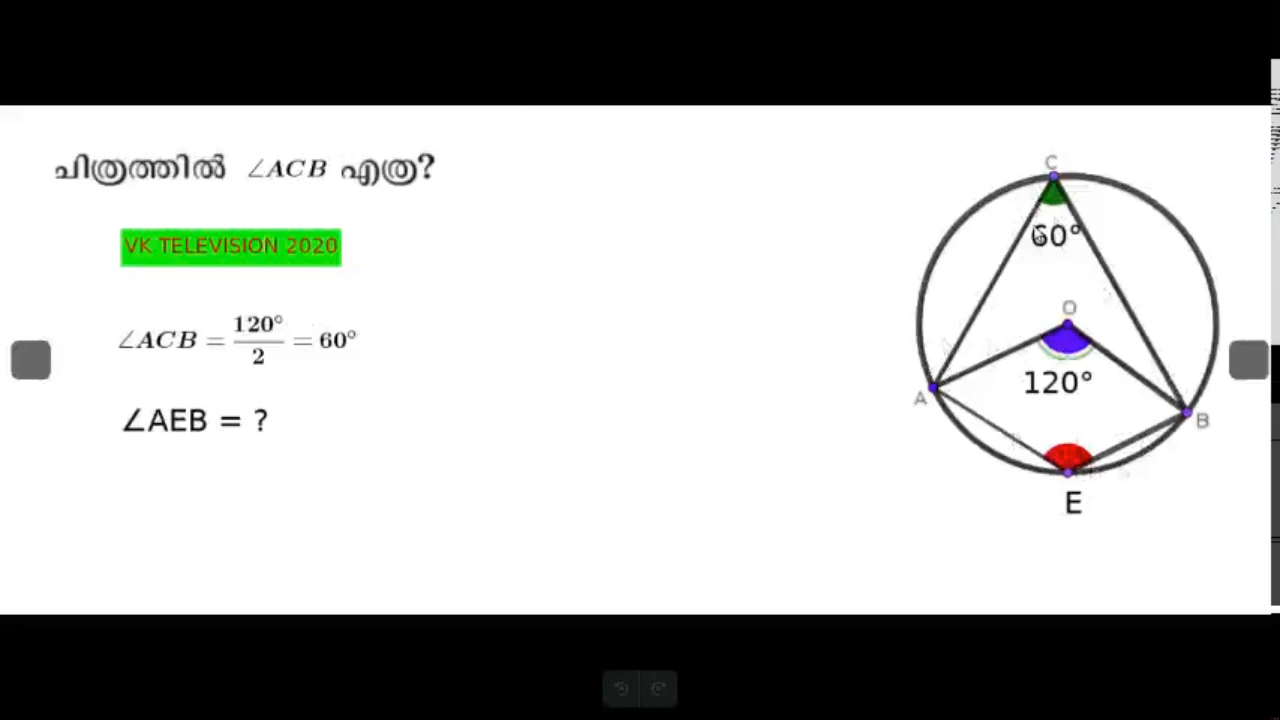 ചിത്രത്തിൽ ∠ACB എത്ര?
VK TELEVISION 2020
∠ACB = 120°/2 = 60°
∠AEB = ?
C
60°
O
120°
A
B
E